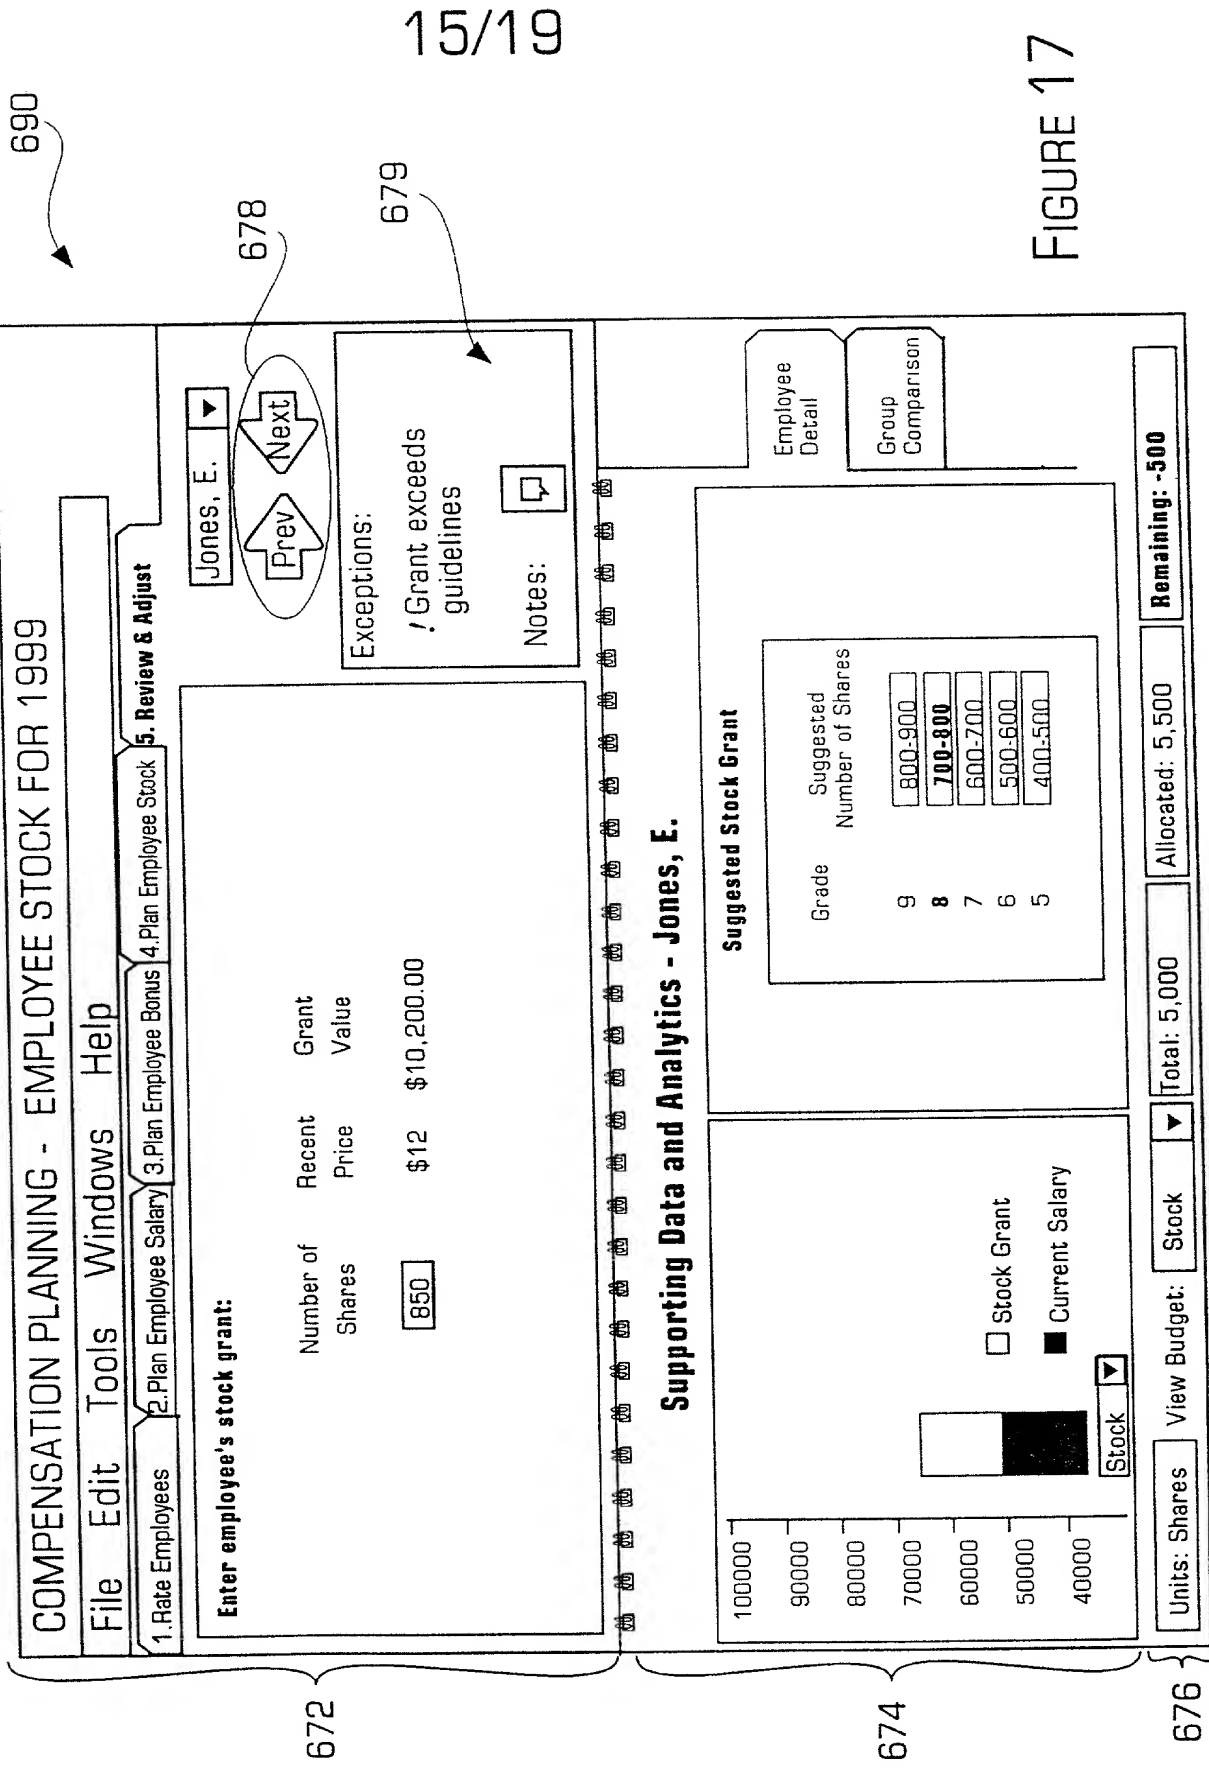 15/19
690
COMPENSATION PLANNING - EMPLOYEE STOCK FOR 1999
File Edit Tools Windows Help
1.Rate Employees 2.Plan Employee Salary 3.Plan Employee Bonus 4.Plan Employee Stock 5. Review & Adjust
Enter employee's stock grant:
Number of Shares
Recent Price
Grant Value
850 $12 $10,200.00
Jones, E.
Prev Next
678
Exceptions:
! Grant exceeds
guidelines
Notes:
679
672
Supporting Data and Analytics - Jones, E.
100000
90000
80000
70000
60000
50000
40000
Stock Grant
Current Salary
Stock
Suggested Stock Grant
Grade
Suggested
Number of Shares
9 800-900
8 700-800
7 600-700
6 500-600
5 400-500
Employee
Detail
Group
Comparison
674
Units: Shares View Budget: Stock Total: 5,000 Allocated: 5,500 Remaining: -500
676
FIGURE 17